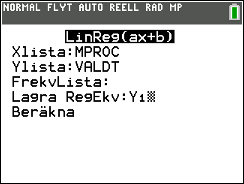 NORMAL FLYT AUTO REELL RAD MP
LinReg(ax+b)
Xlista:MPROC
Ylista:VALDT
FrekvLista:
Lagra RegEkv:Y₁
Beräkna